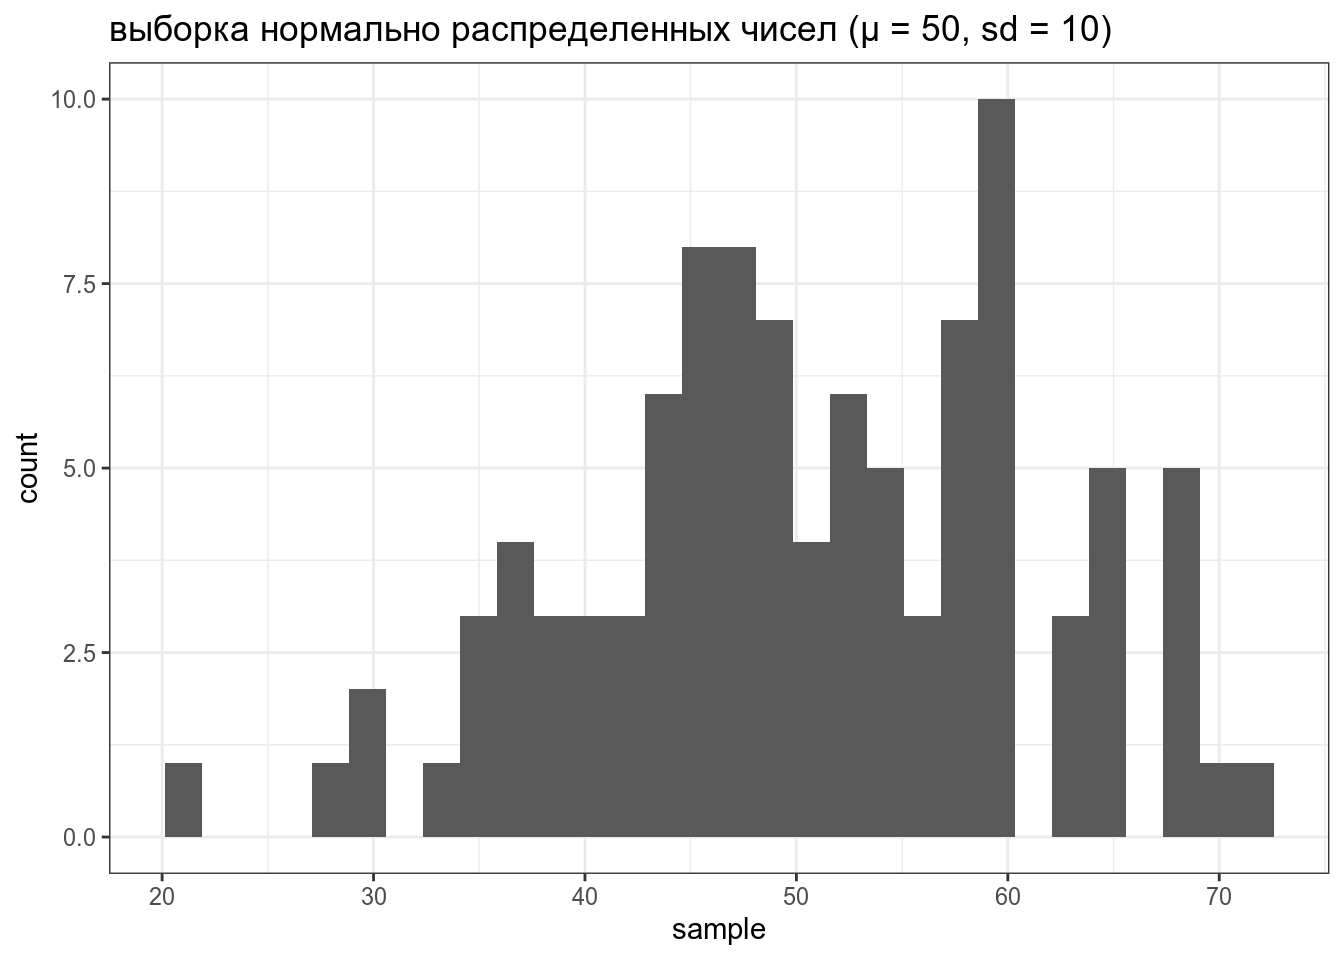 выборка нормально распределенных чисел (μ = 50, sd = 10)
10.0
7.5
5.0
2.5
0.0
count
20 30 40 50 60 70
sample